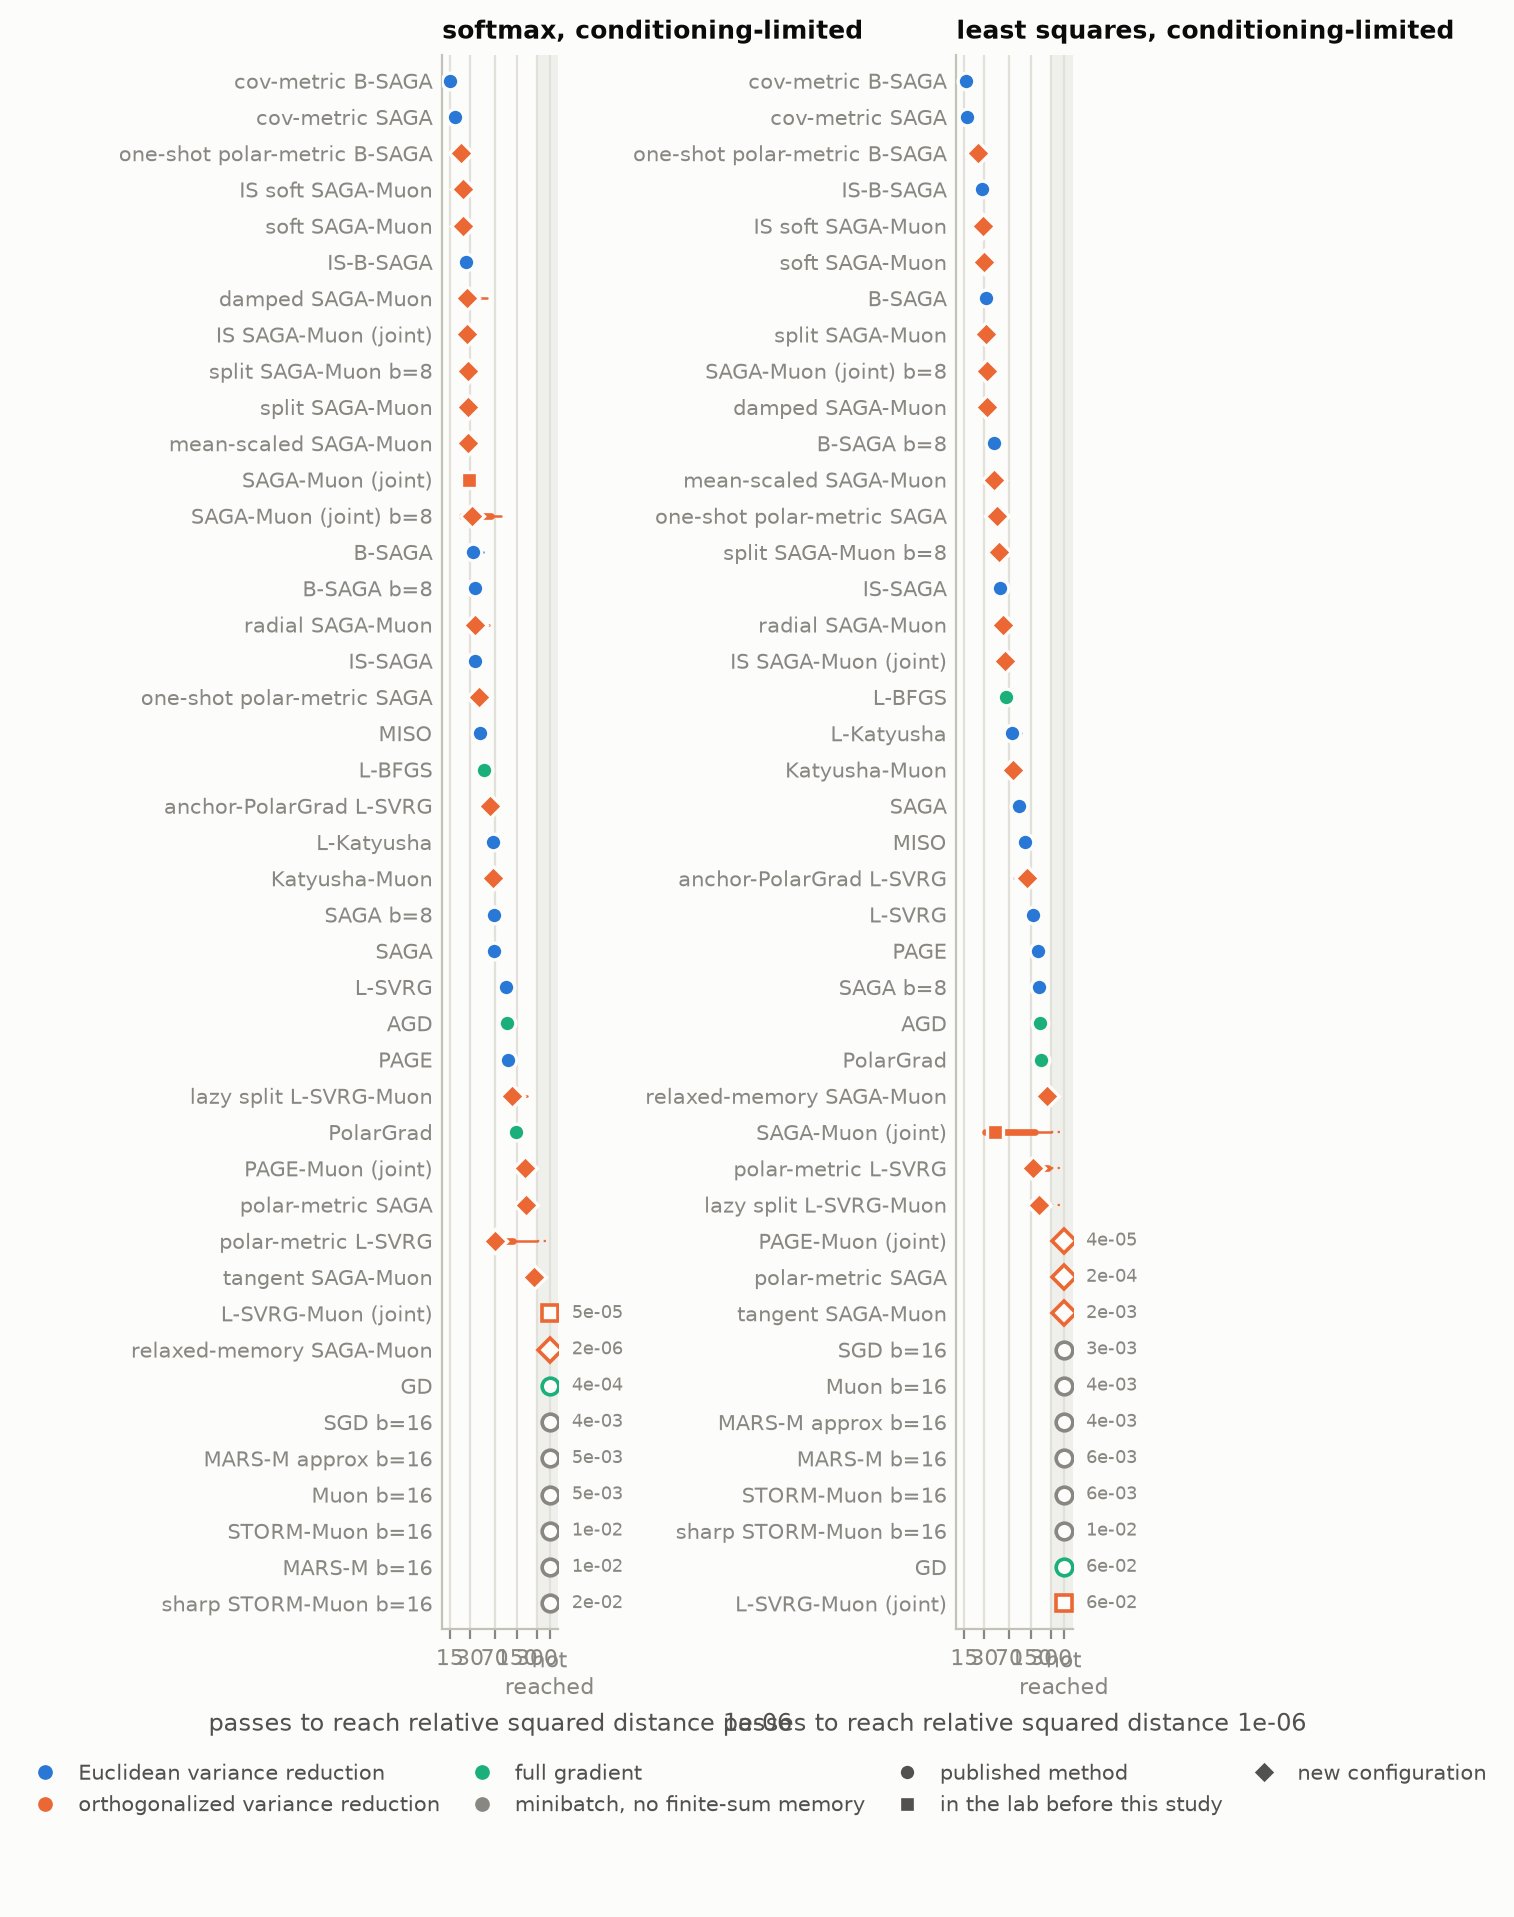 softmax, conditioning-limited
cov-metric B-SAGA
cov-metric SAGA
one-shot polar-metric B-SAGA
IS soft SAGA-Muon
soft SAGA-Muon
IS-B-SAGA
damped SAGA-Muon
IS SAGA-Muon (joint)
split SAGA-Muon b=8
split SAGA-Muon
mean-scaled SAGA-Muon
SAGA-Muon (joint)
SAGA-Muon (joint) b=8
B-SAGA
B-SAGA b=8
radial SAGA-Muon
IS-SAGA
one-shot polar-metric SAGA
MISO
L-BFGS
anchor-PolarGrad L-SVRG
L-Katyusha
Katyusha-Muon
SAGA b=8
SAGA
L-SVRG
AGD
PAGE
lazy split L-SVRG-Muon
PolarGrad
PAGE-Muon (joint)
polar-metric SAGA
polar-metric L-SVRG
tangent SAGA-Muon
L-SVRG-Muon (joint) 5e-05
relaxed-memory SAGA-Muon 2e-06
GD 4e-04
SGD b=16 4e-03
MARS-M approx b=16 5e-03
Muon b=16 5e-03
STORM-Muon b=16 1e-02
MARS-M b=16 1e-02
sharp STORM-Muon b=16 2e-02
15 30 70 150 300 not
reached
passes to reach relative squared distance 1e-06
least squares, conditioning-limited
cov-metric B-SAGA
cov-metric SAGA
one-shot polar-metric B-SAGA
IS-B-SAGA
IS soft SAGA-Muon
soft SAGA-Muon
B-SAGA
split SAGA-Muon
SAGA-Muon (joint) b=8
damped SAGA-Muon
B-SAGA b=8
mean-scaled SAGA-Muon
one-shot polar-metric SAGA
split SAGA-Muon b=8
IS-SAGA
radial SAGA-Muon
IS SAGA-Muon (joint)
L-BFGS
L-Katyusha
Katyusha-Muon
SAGA
MISO
anchor-PolarGrad L-SVRG
L-SVRG
PAGE
SAGA b=8
AGD
PolarGrad
relaxed-memory SAGA-Muon
SAGA-Muon (joint)
polar-metric L-SVRG
lazy split L-SVRG-Muon
PAGE-Muon (joint) 4e-05
polar-metric SAGA 2e-04
tangent SAGA-Muon 2e-03
SGD b=16 3e-03
Muon b=16 4e-03
MARS-M approx b=16 4e-03
MARS-M b=16 6e-03
STORM-Muon b=16 6e-03
sharp STORM-Muon b=16 1e-02
GD 6e-02
L-SVRG-Muon (joint) 6e-02
15 30 70 150 300 not
reached
passes to reach relative squared distance 1e-06
Euclidean variance reduction
orthogonalized variance reduction
full gradient
minibatch, no finite-sum memory
published method
in the lab before this study
new configuration